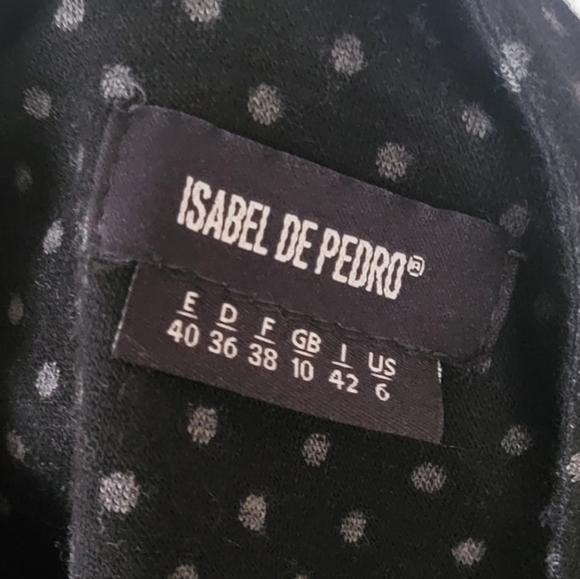 ISABEL DE PEDRO®
E D F GB I US
40 36 38 10 42 6